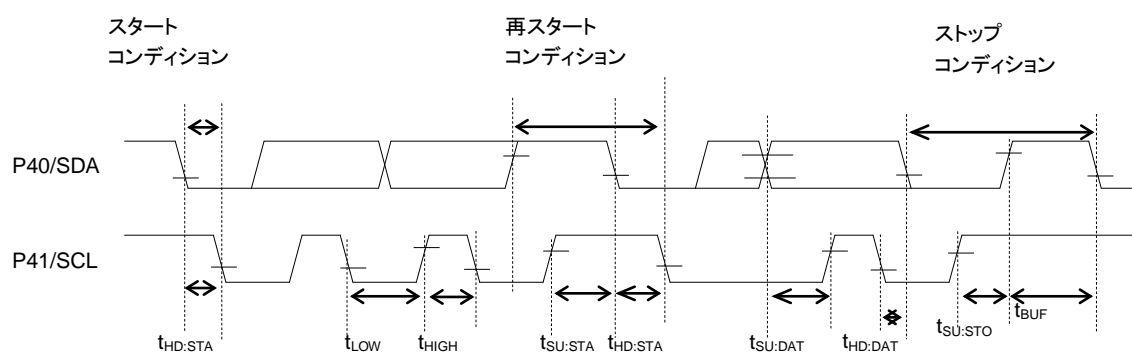 スタート
コンディション
再スタート
コンディション
ストップ
コンディション
P40/SDA
P41/SCL
tHD:STA
tLOW
tHIGH
tSU:STA
tHD:STA
tSU:DAT
tHD:DAT
tSU:STO
tBUF